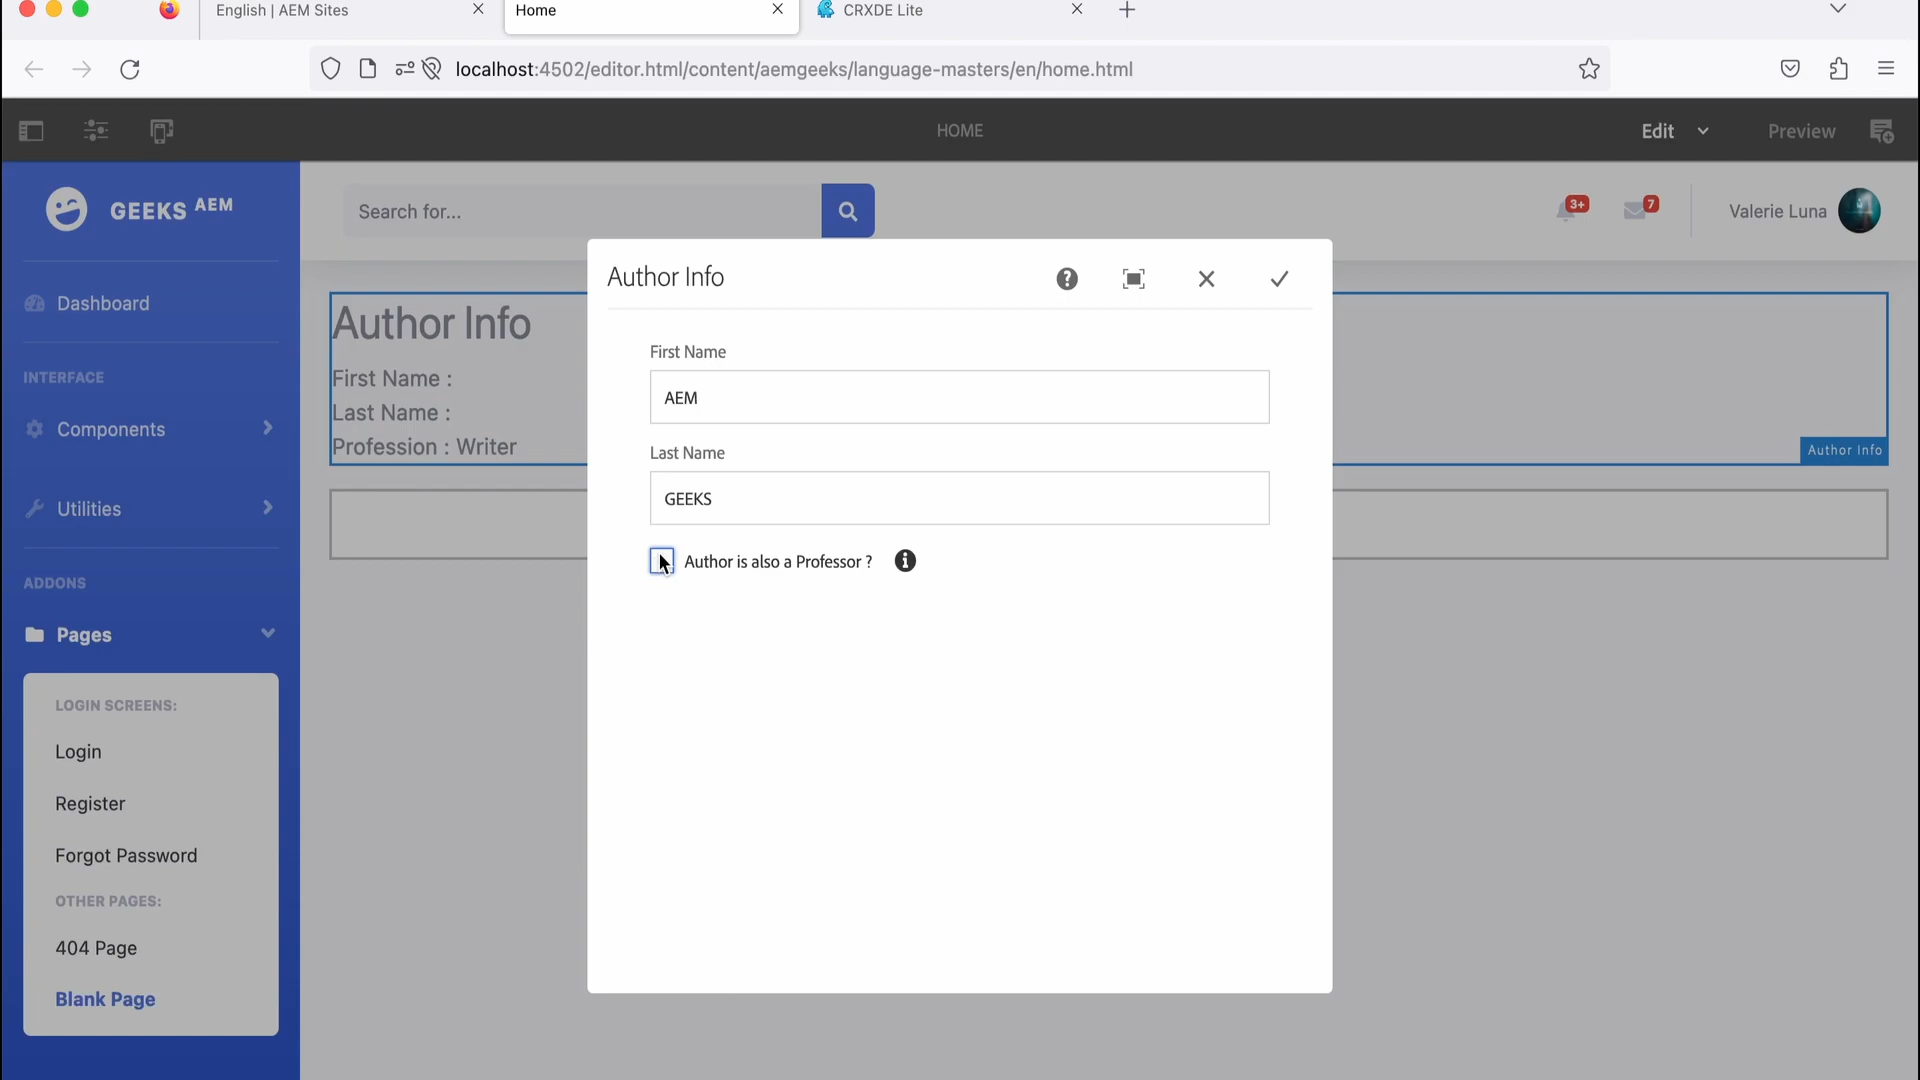 English | AEM Sites
Home
CRXDE Lite
localhost:4502/editor.html/content/aemgeeks/language-masters/en/home.html
HOME
Edit
Preview
GEEKS AEM
Search for...
3+
7
Valerie Luna
Dashboard
INTERFACE
Components
Utilities
ADDONS
Pages
LOGIN SCREENS:
Login
Register
Forgot Password
OTHER PAGES:
404 Page
Blank Page
Author Info
First Name :
Last Name :
Profession : Writer
Author Info
Author Info
First Name
AEM
Last Name
GEEKS
Author is also a Professor ?